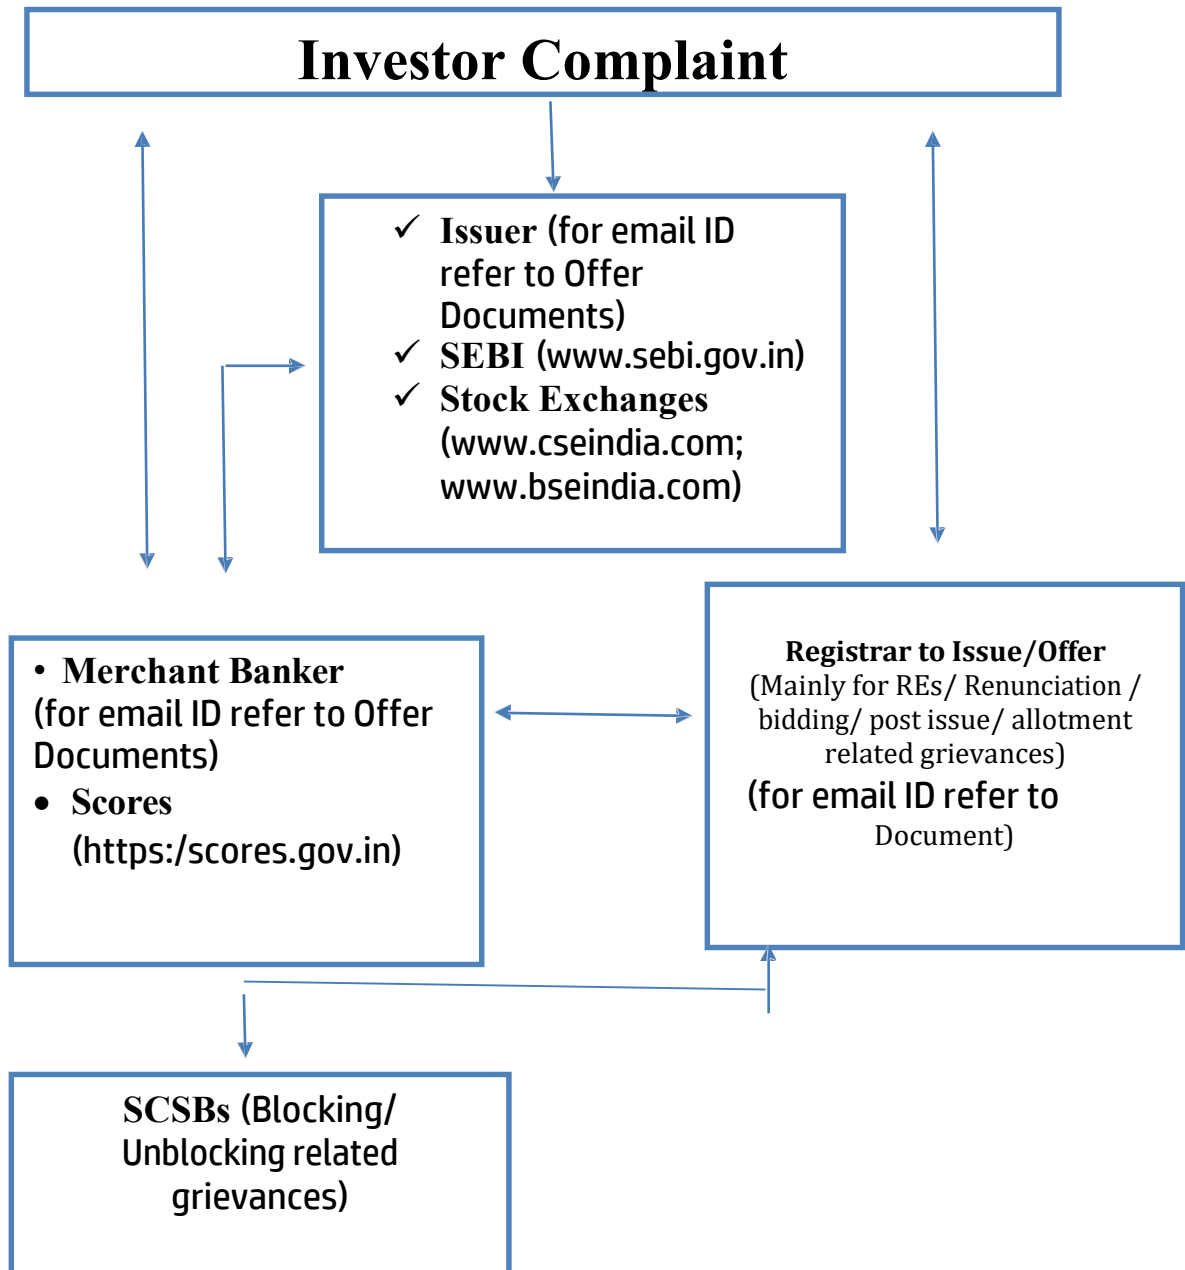 Investor Complaint
✓ Issuer (for email ID
refer to Offer
Documents)
✓ SEBI (www.sebi.gov.in)
✓ Stock Exchanges
(www.cseindia.com;
www.bseindia.com)
• Merchant Banker
(for email ID refer to Offer
Documents)
• Scores
(https:/scores.gov.in)
Registrar to Issue/Offer
(Mainly for REs/ Renunciation /
bidding/ post issue/ allotment
related grievances)
(for email ID refer to
Document)
SCSBs (Blocking/
Unblocking related
grievances)